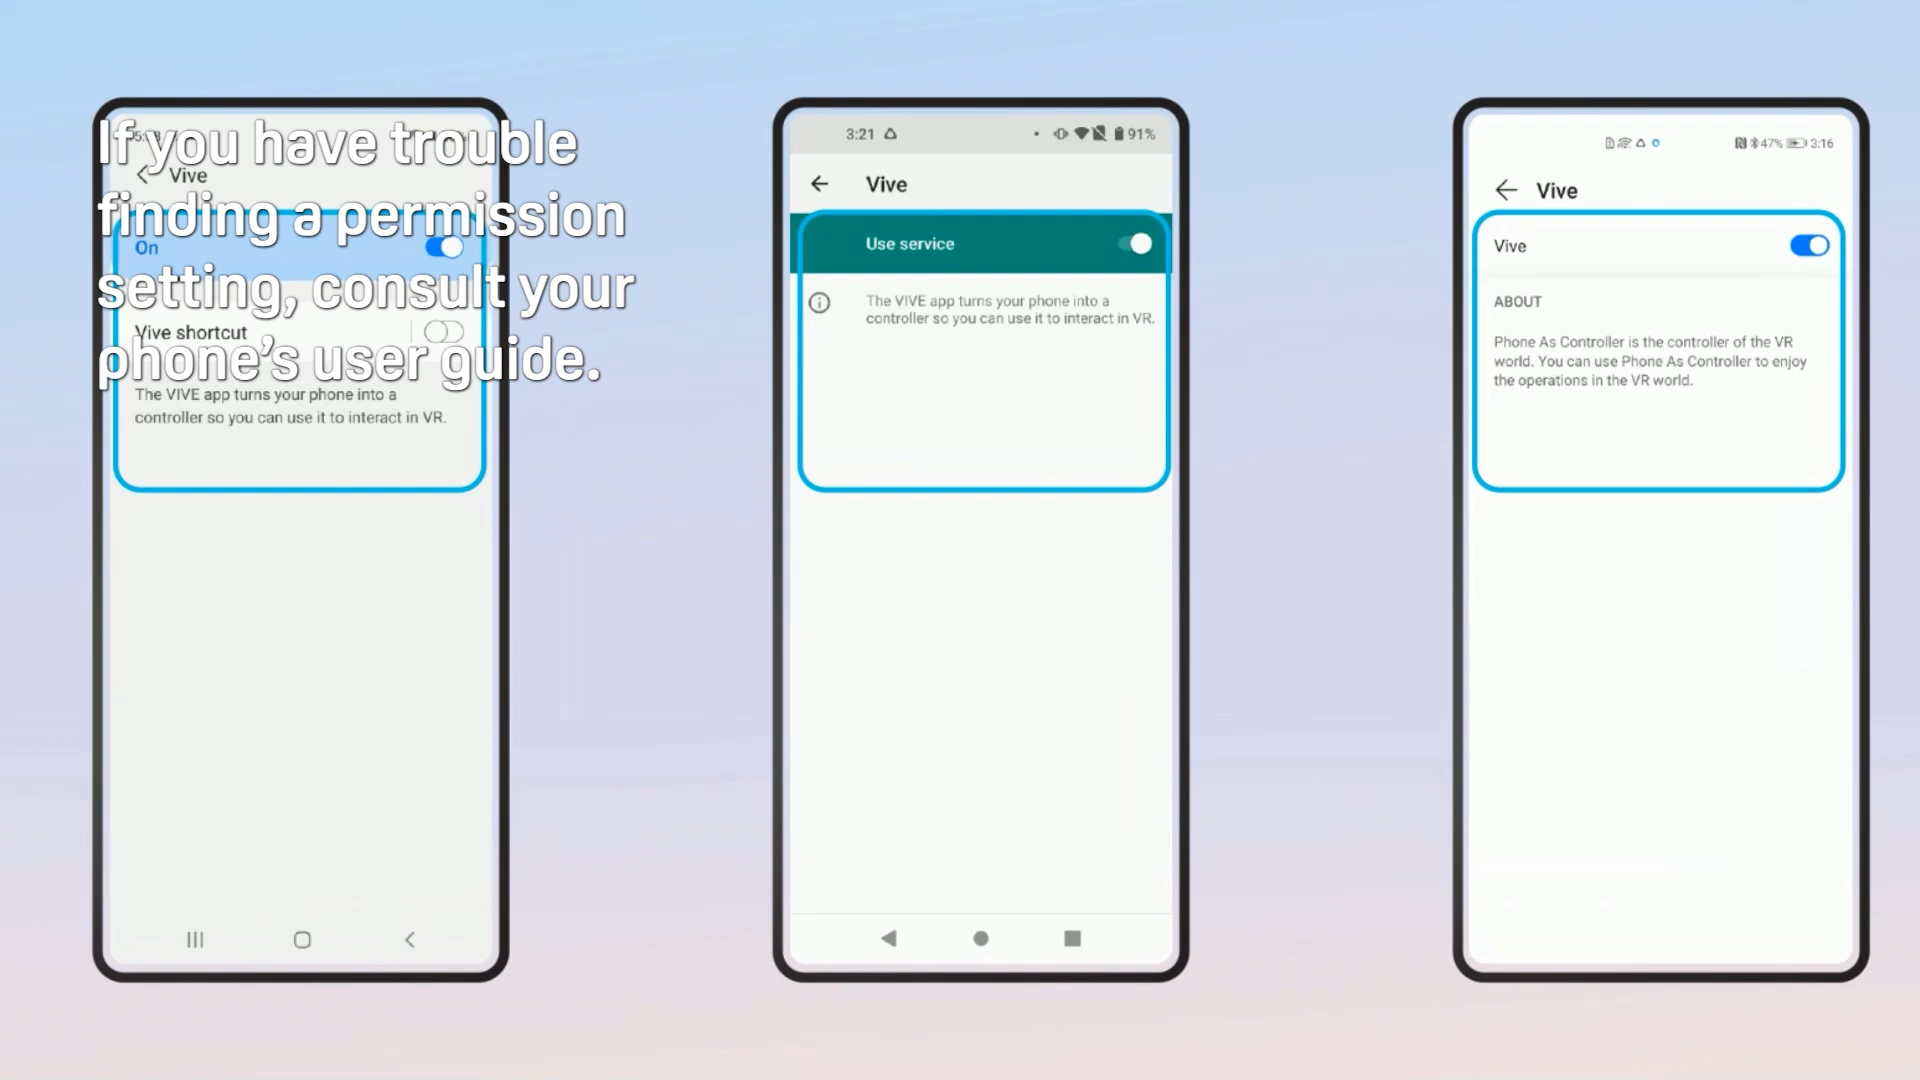 If you have trouble
finding a permission
setting, consult your
phone’s user guide.
Vive
On
Vive shortcut
The VIVE app turns your phone into a
controller so you can use it to interact in VR.
3:21
91%
Vive
Use service
The VIVE app turns your phone into a
controller so you can use it to interact in VR.
47% 3:16
Vive
Vive
ABOUT
Phone As Controller is the controller of the VR
world. You can use Phone As Controller to enjoy
the operations in the VR world.